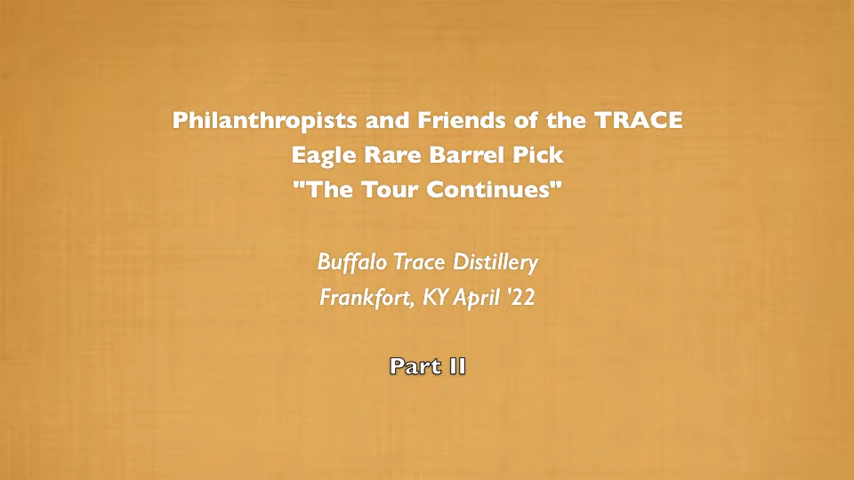 Philanthropists and Friends of the TRACE
Eagle Rare Barrel Pick
"The Tour Continues"
Buffalo Trace Distillery
Frankfort, KY April '22
Part II